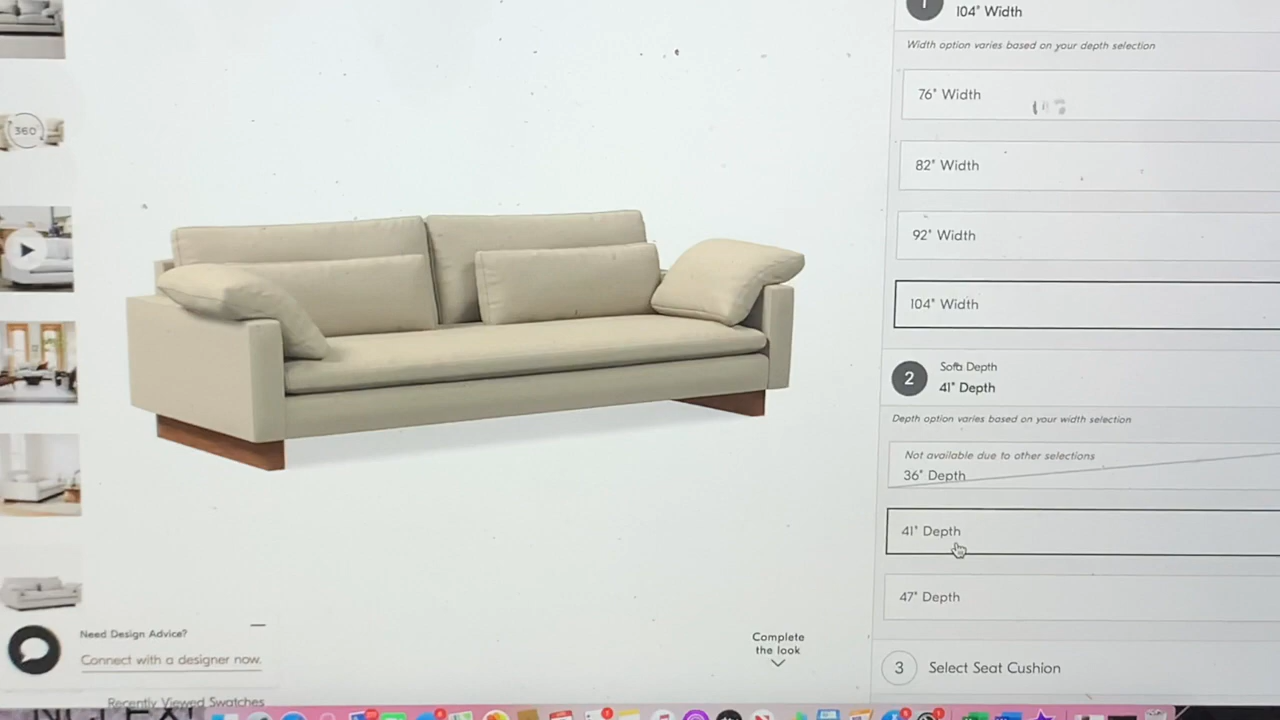 1
104" Width
Width option varies based on your depth selection
76" Width
82" Width
92" Width
104" Width
2
Sofa Depth
41" Depth
Depth option varies based on your width selection
Not available due to other selections
36" Depth
41" Depth
47" Depth
3
Select Seat Cushion
360
Need Design Advice?
Connect with a designer now.
Complete
the look
Recently Viewed Swatches